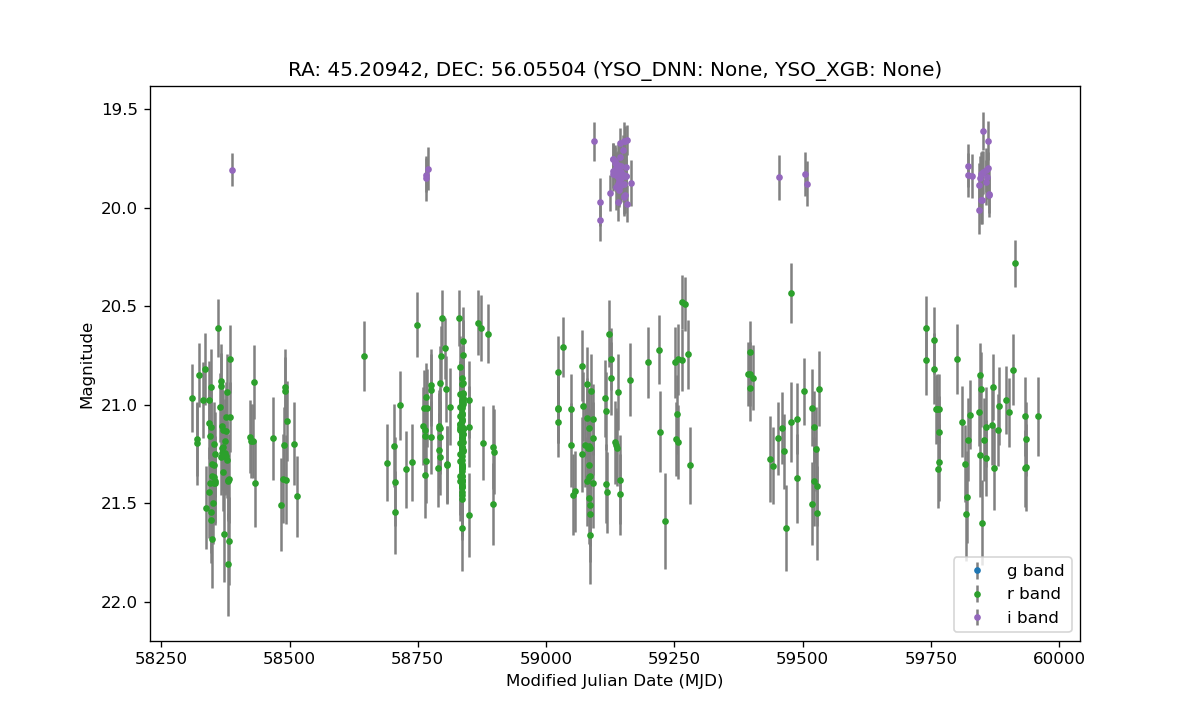 RA: 45.20942, DEC: 56.05504 (YSO_DNN: None, YSO_XGB: None)
19.5
20.0
20.5
21.0
21.5
22.0
Magnitude
g band
r band
i band
58250 58500 58750 59000 59250 59500 59750 60000
Modified Julian Date (MJD)